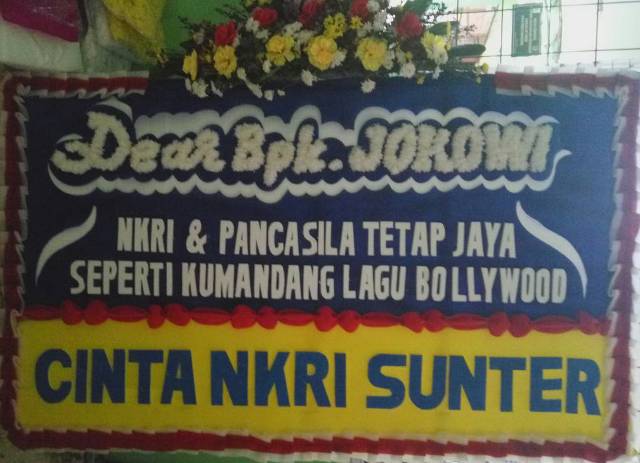 Dear Bpk. JOKOWI
NKRI & PANCASILA TETAP JAYA
SEPERTI KUMANDANG LAGU BOLLYWOOD
CINTA NKRI SUNTER